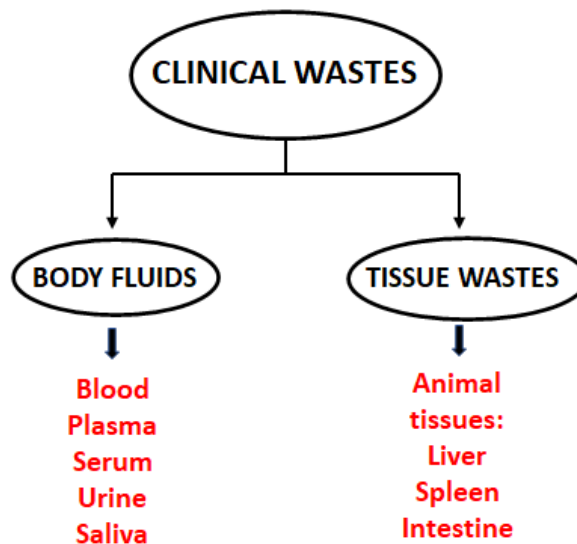 CLINICAL WASTES
BODY FLUIDS
TISSUE WASTES
Blood
Plasma
Serum
Urine
Saliva
Animal
tissues:
Liver
Spleen
Intestine